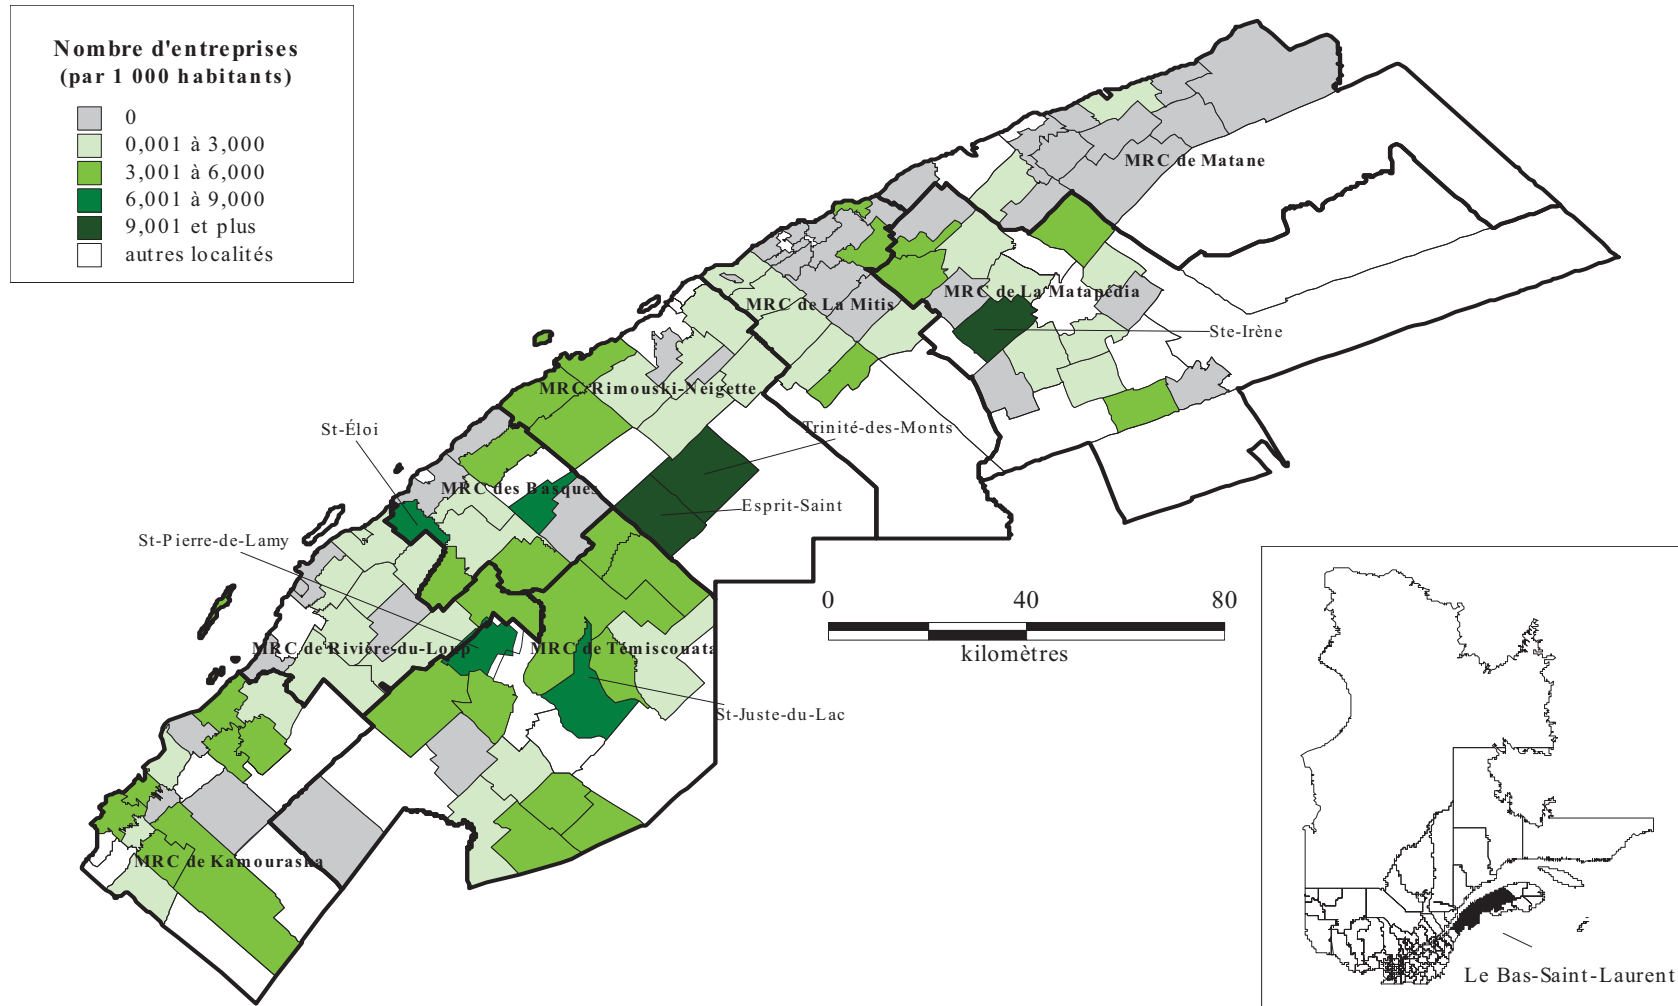 Nombre d'entreprises
(par 1 000 habitants)
0
0,001 à 3,000
3,001 à 6,000
6,001 à 9,000
9,001 et plus
autres localités
MRC de Matane
MRC de La Matapédia
MRC de La Mitis
Ste-Irène
MRC Rimouski-Neigette
St-Éloi
Trinité-des-Monts
MRC des Basques
Esprit-Saint
St-Pierre-de-Lamy
0 40 80
kilomètres
MRC de Rivière-du-Loup
MRC de Témiscouata
St-Juste-du-Lac
MRC de Kamouraska
Le Bas-Saint-Laurent